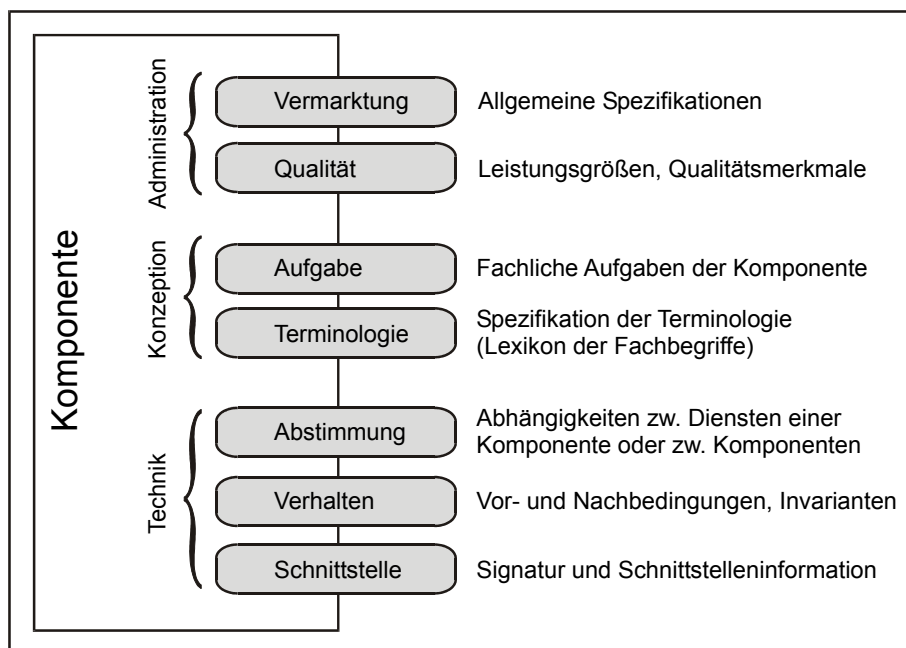 Komponente
Administration
Vermarktung
Allgemeine Spezifikationen
Qualität
Leistungsgrößen, Qualitätsmerkmale
Konzeption
Aufgabe
Fachliche Aufgaben der Komponente
Terminologie
Spezifikation der Terminologie
(Lexikon der Fachbegriffe)
Technik
Abstimmung
Abhängigkeiten zw. Diensten einer
Komponente oder zw. Komponenten
Verhalten
Vor- und Nachbedingungen, Invarianten
Schnittstelle
Signatur und Schnittstelleninformation